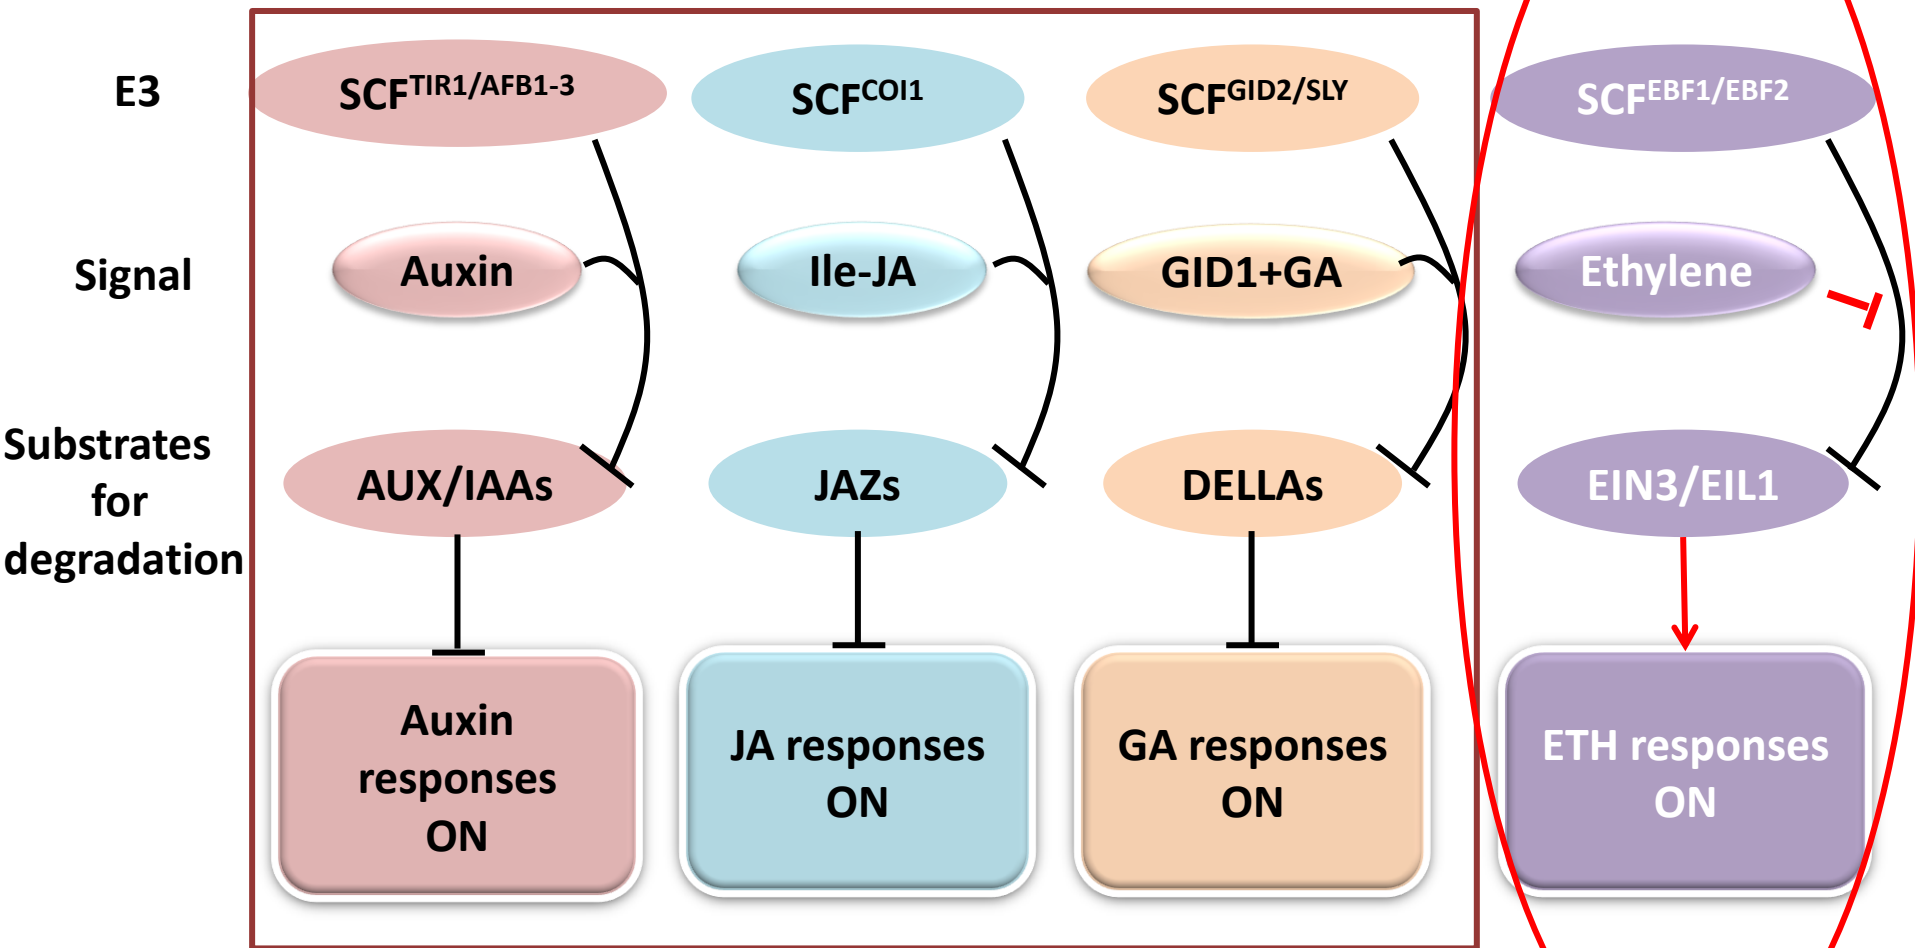 E3
SCFTIR1/AFB1-3
SCFCOI1
SCFGID2/SLY
SCFEBF1/EBF2
Signal
Auxin
Ile-JA
GID1+GA
Ethylene
Substrates
for
degradation
AUX/IAAs
JAZs
DELLAs
EIN3/EIL1
Auxin
responses
ON
JA responses
ON
GA responses
ON
ETH responses
ON